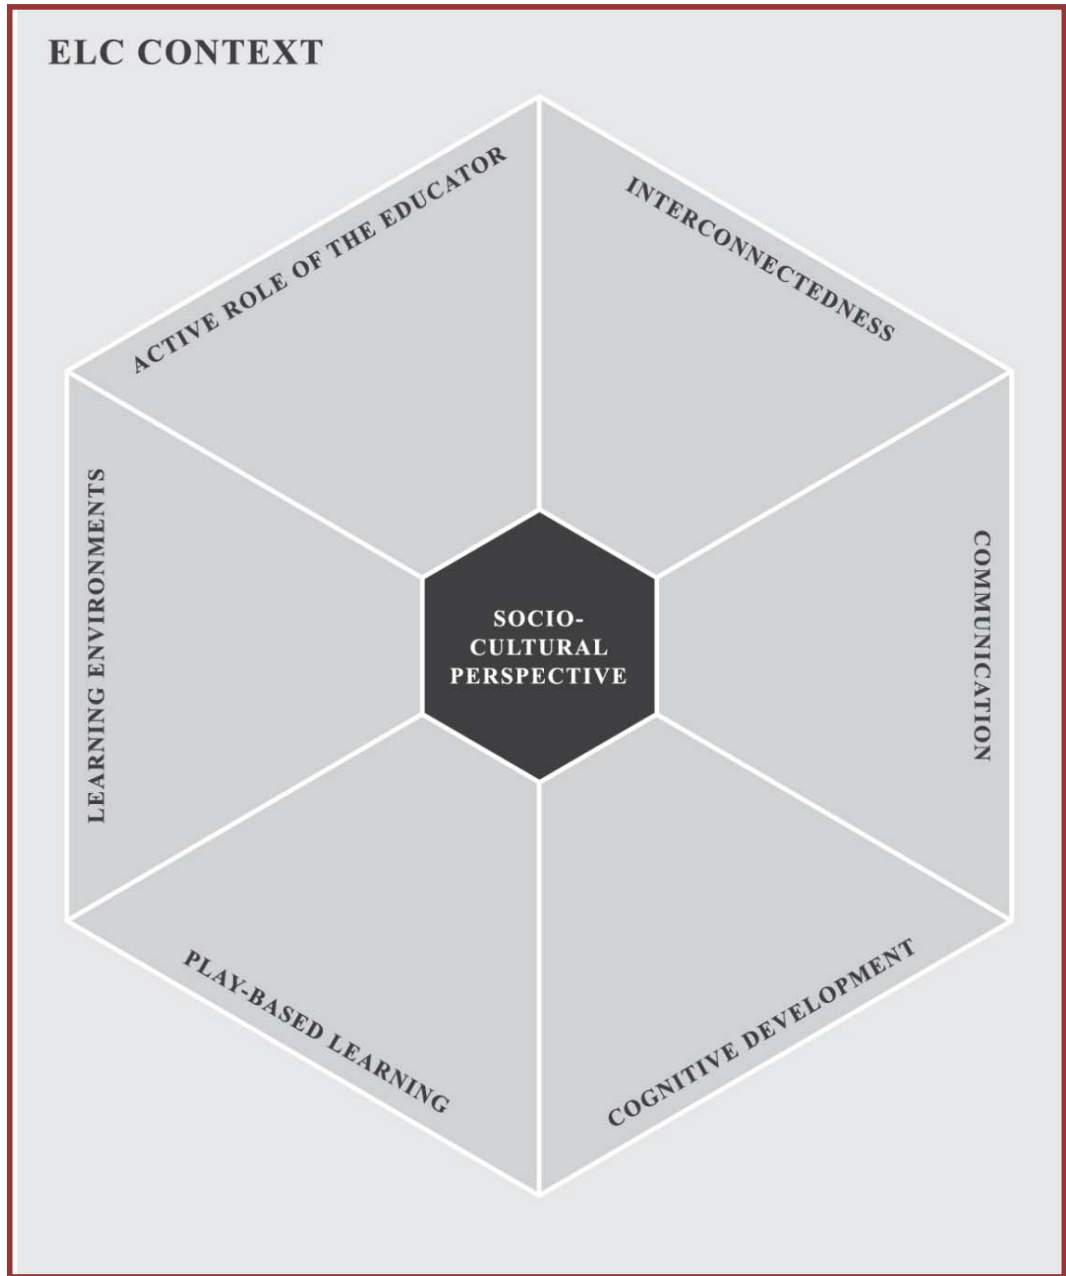 ELC CONTEXT
ACTIVE ROLE OF THE EDUCATOR
INTERCONNECTEDNESS
LEARNING ENVIRONMENTS
SOCIO-
CULTURAL
PERSPECTIVE
COMMUNICATION
PLAY-BASED LEARNING
COGNITIVE DEVELOPMENT